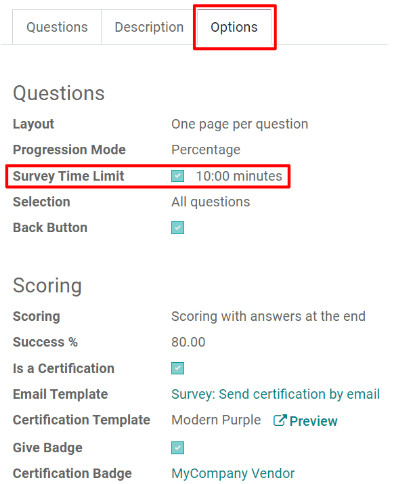 Questions Description Options
Questions
Layout One page per question
Progression Mode Percentage
Survey Time Limit 10:00 minutes
Selection All questions
Back Button
Scoring
Scoring Scoring with answers at the end
Success % 80.00
Is a Certification
Email Template Survey: Send certification by email
Certification Template Modern Purple Preview
Give Badge
Certification Badge MyCompany Vendor